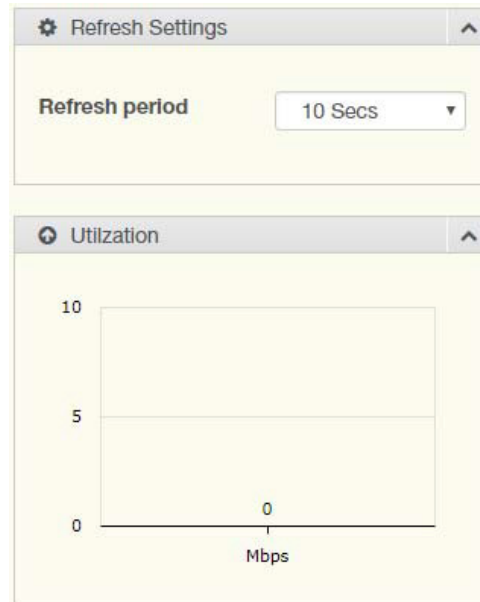 Refresh Settings
Refresh period
10 Secs
Utilzation
10
5
0
0
Mbps